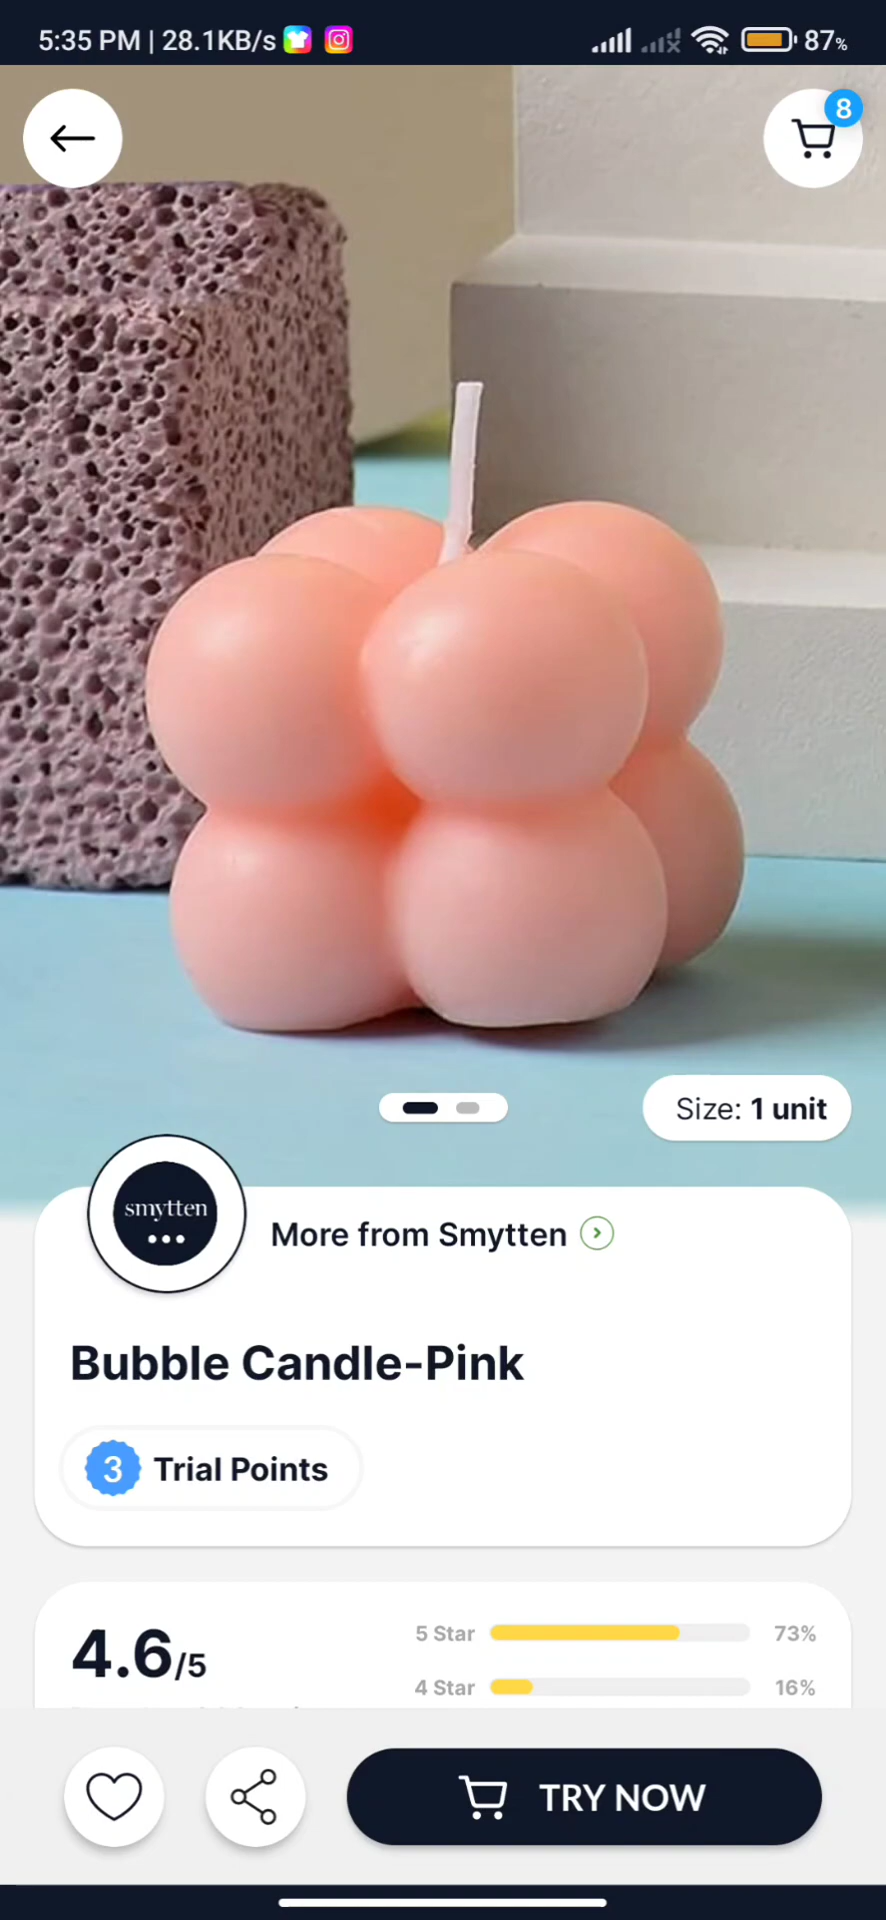 5:35 PM | 28.1KB/s
87%
8
Size: 1 unit
smytten
More from Smytten
Bubble Candle-Pink
3 Trial Points
4.6/5
5 Star 73%
4 Star 16%
TRY NOW